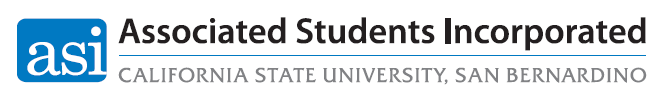 asi
Associated Students Incorporated
CALIFORNIA STATE UNIVERSITY, SAN BERNARDINO